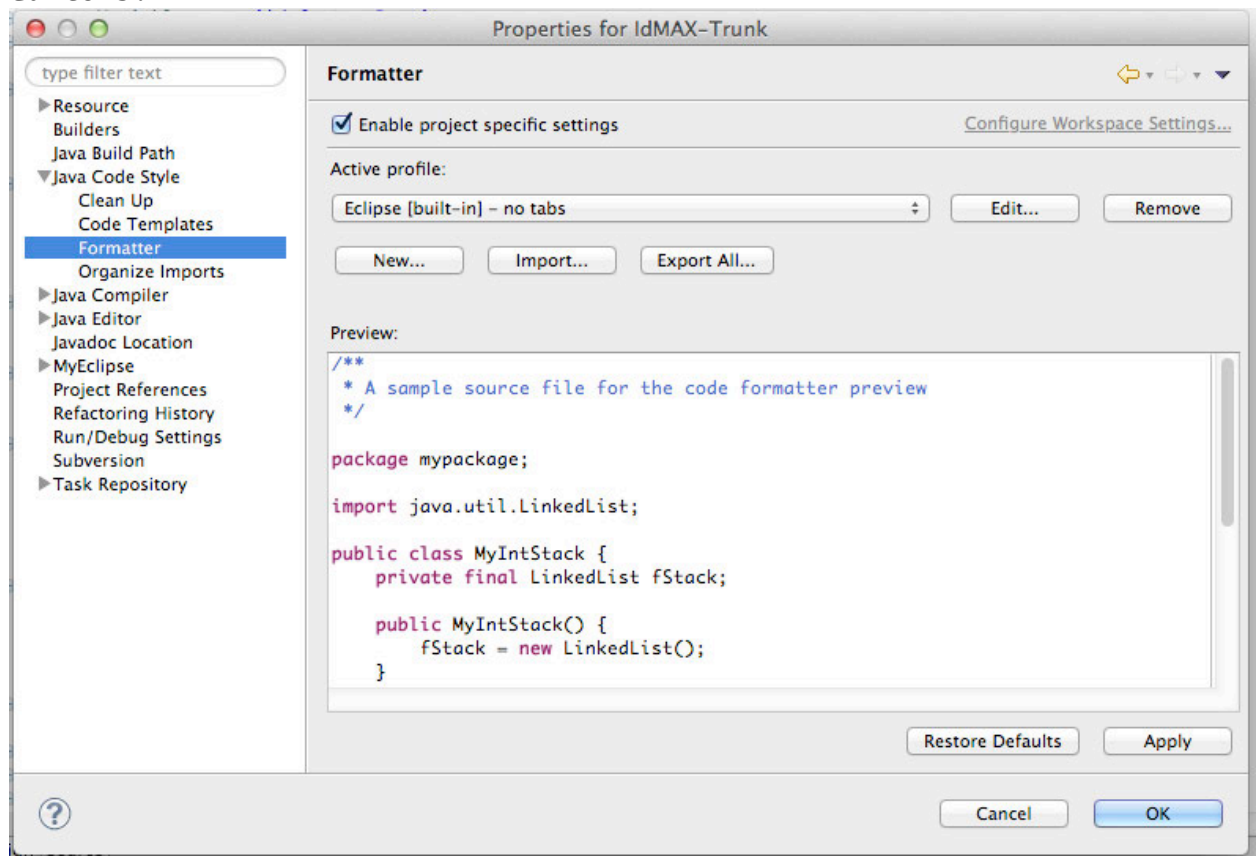 Properties for IdMAX-Trunk
type filter text
Resource
Builders
Java Build Path
Java Code Style
Clean Up
Code Templates
Formatter
Organize Imports
Java Compiler
Java Editor
Javadoc Location
MyEclipse
Project References
Refactoring History
Run/Debug Settings
Subversion
Task Repository
Formatter
Enable project specific settings
Configure Workspace Settings...
Active profile:
Eclipse [built-in] - no tabs
Edit...
Remove
New...
Import...
Export All...
Preview:
/**
 * A sample source file for the code formatter preview
 */
package mypackage;
import java.util.LinkedList;
public class MyIntStack {
    private final LinkedList fStack;
    public MyIntStack() {
        fStack = new LinkedList();
    }
Restore Defaults
Apply
?
Cancel
OK